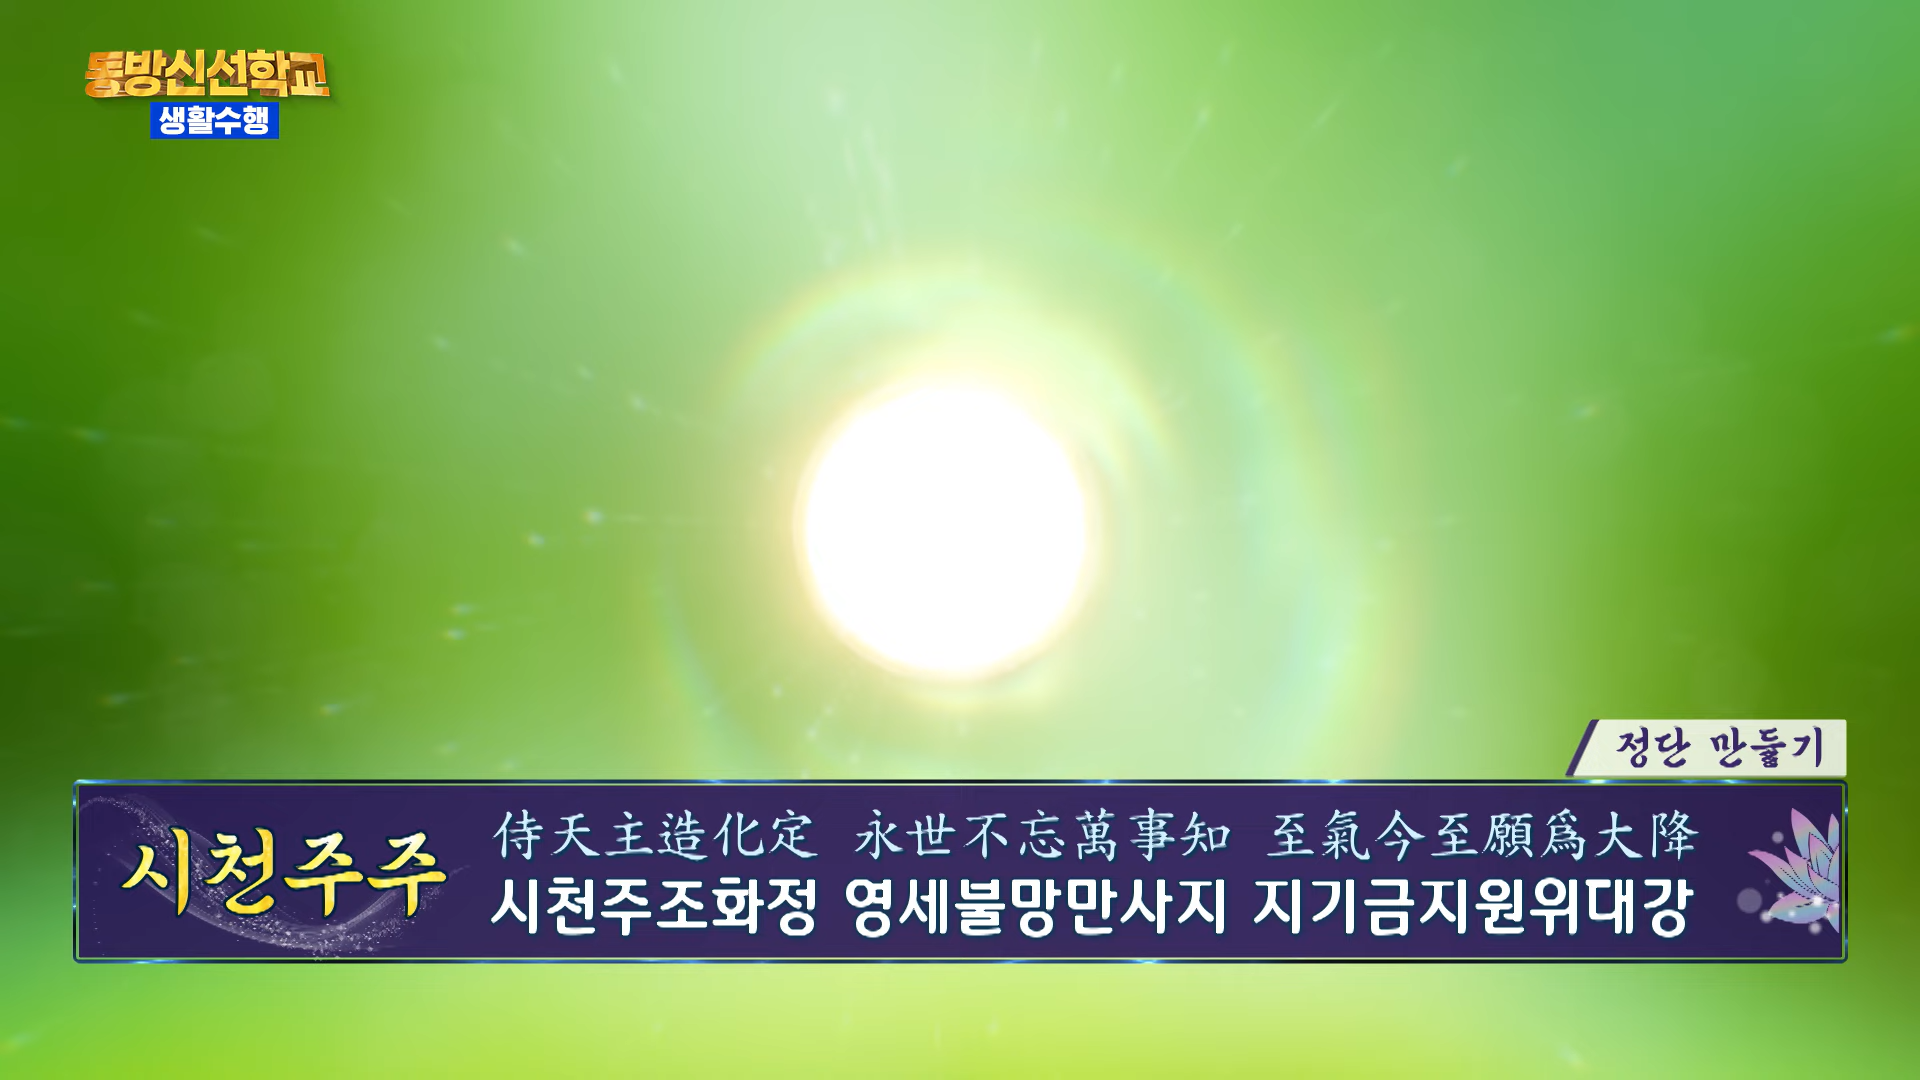 동방신선학교
생활수행
정단 만둛기
시천주주
侍天主造化定 永世不忘萬事知 至氣今至願爲大降
시천주조화정 영세불망만사지 지기금지원위대강